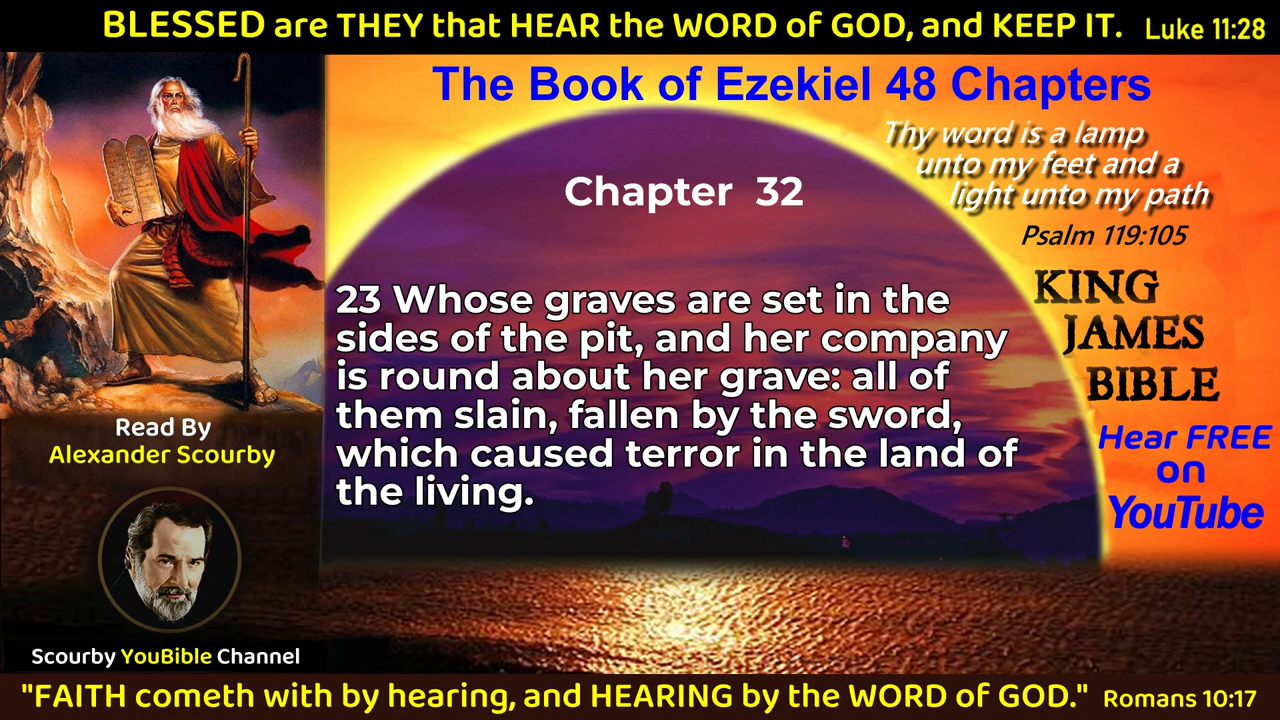 BLESSED are THEY that HEAR the WORD of GOD, and KEEP IT. Luke 11:28
The Book of Ezekiel 48 Chapters
Thy word is a lamp
unto my feet and a
light unto my path
Psalm 119:105
Chapter 32
23 Whose graves are set in the
sides of the pit, and her company
is round about her grave: all of
them slain, fallen by the sword,
which caused terror in the land of
the living.
KING
JAMES
BIBLE
Hear FREE
on
YouTube
Read By
Alexander Scourby
Scourby YouBible Channel
"FAITH cometh with by hearing, and HEARING by the WORD of GOD." Romans 10:17